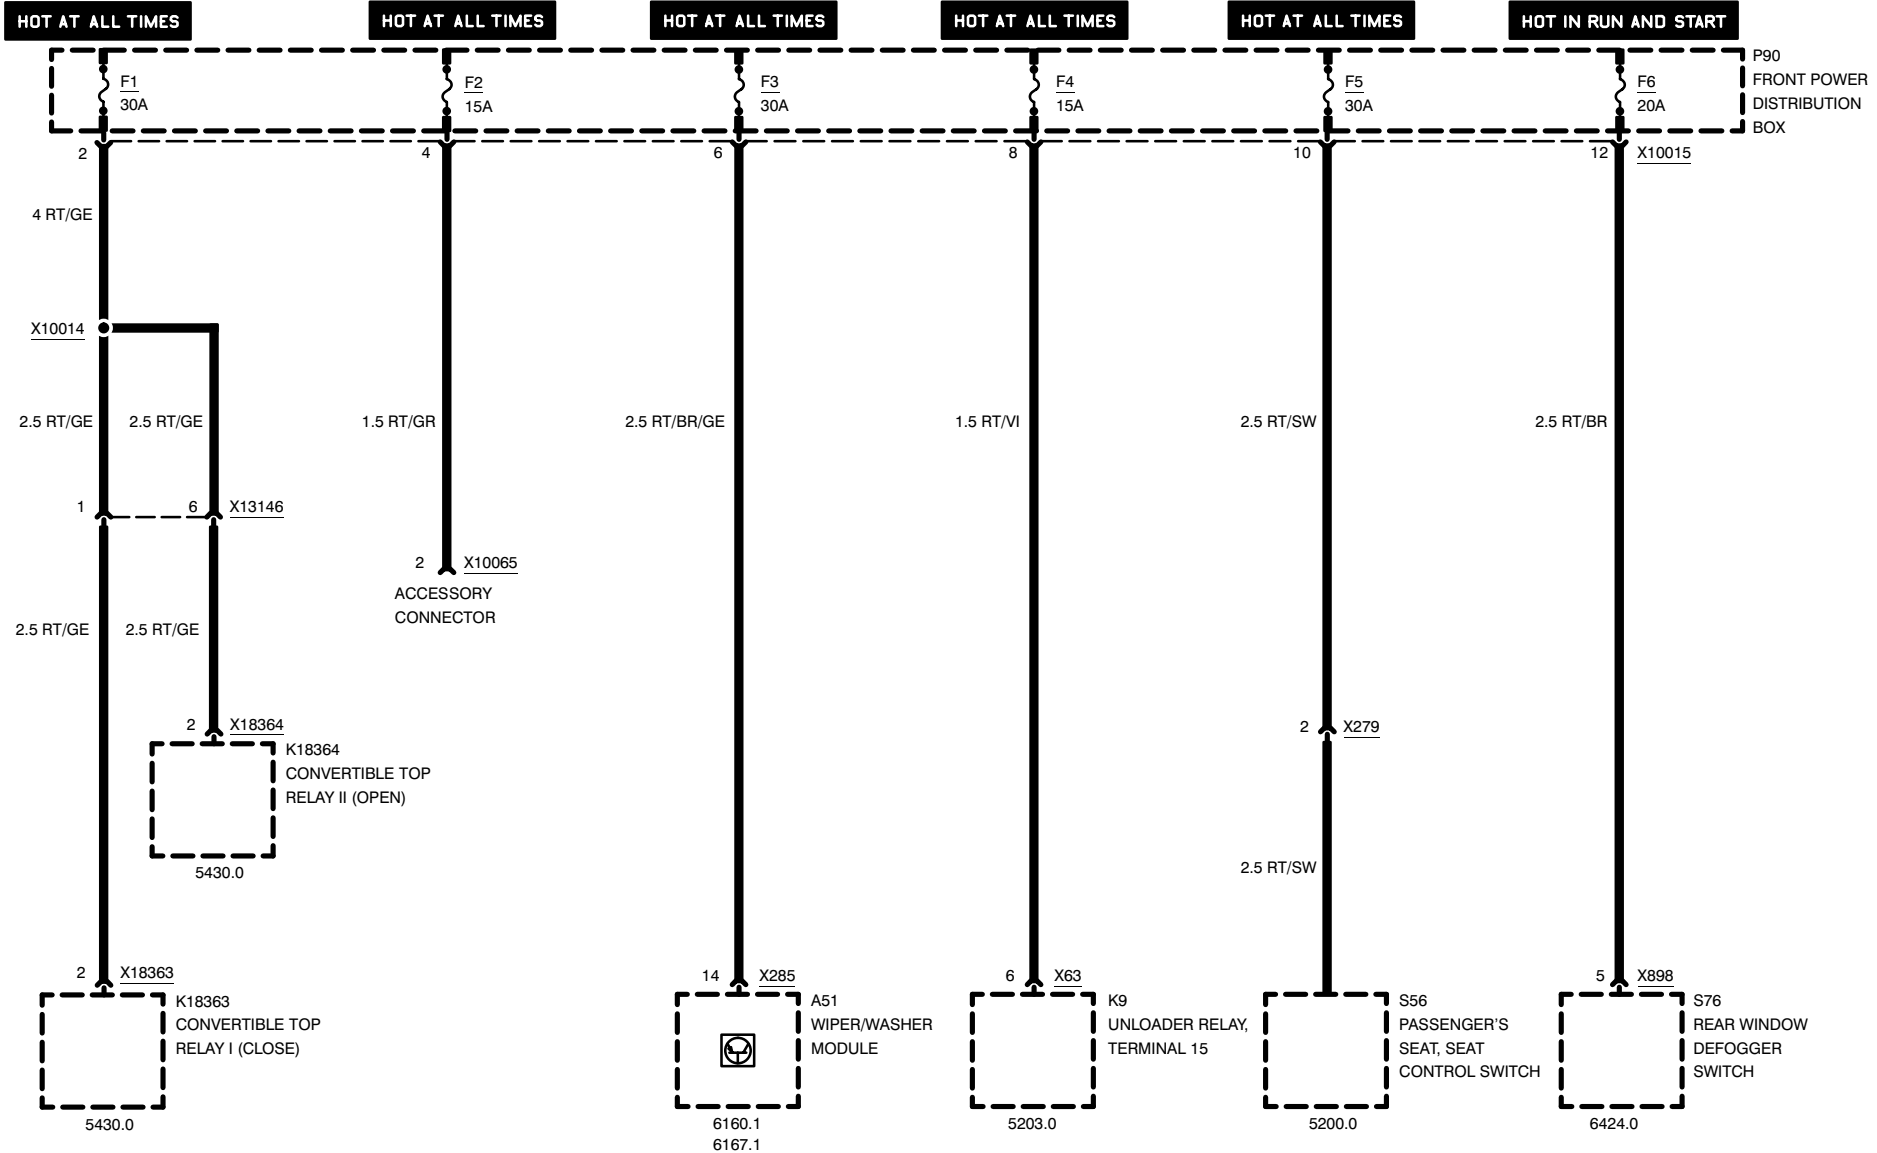 HOT AT ALL TIMES
HOT AT ALL TIMES
HOT AT ALL TIMES
HOT AT ALL TIMES
HOT AT ALL TIMES
HOT IN RUN AND START
F1
30A
F2
15A
F3
30A
F4
15A
F5
30A
F6
20A
P90
FRONT POWER
DISTRIBUTION
BOX
2
4
6
8
10
12
X10015
4 RT/GE
X10014
2.5 RT/GE
2.5 RT/GE
1.5 RT/GR
2.5 RT/BR/GE
1.5 RT/VI
2.5 RT/SW
2.5 RT/BR
1
6
X13146
2
X10065
ACCESSORY
CONNECTOR
2.5 RT/GE
2.5 RT/GE
2
X18364
K18364
CONVERTIBLE TOP
RELAY II (OPEN)
5430.0
2
X279
2.5 RT/SW
2
X18363
K18363
CONVERTIBLE TOP
RELAY I (CLOSE)
5430.0
14
X285
A51
WIPER/WASHER
MODULE
6160.1
6167.1
6
X63
K9
UNLOADER RELAY,
TERMINAL 15
5203.0
S56
PASSENGER'S
SEAT, SEAT
CONTROL SWITCH
5200.0
5
X898
S76
REAR WINDOW
DEFOGGER
SWITCH
6424.0